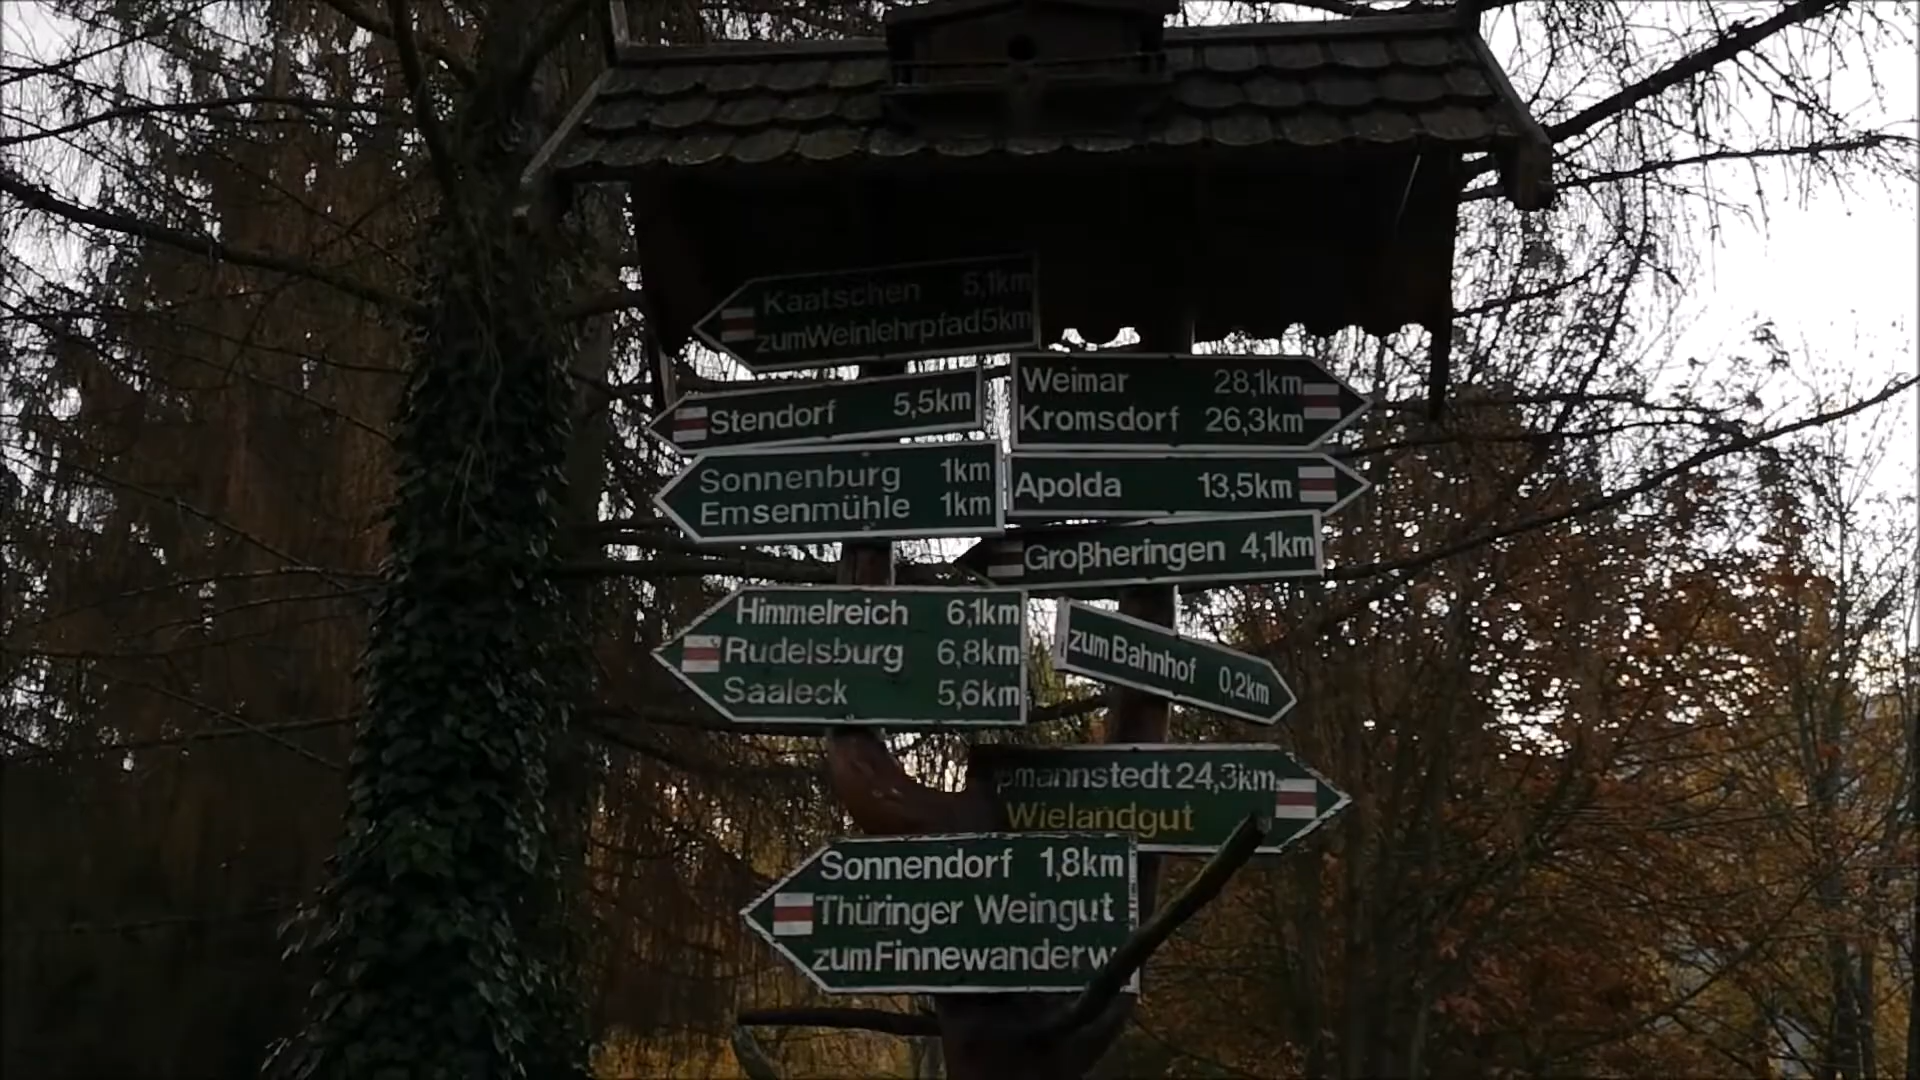 Kaatschen 5,1km
zumWeinlehrpfad5km
Weimar 28,1km
Kromsdorf 26,3km
Stendorf 5,5km
Sonnenburg 1km
Emsenmühle 1km
Apolda 13,5km
Großheringen 4,1km
Himmelreich 6,1km
Rudelsburg 6,8km
Saaleck 5,6km
zum Bahnhof 0,2km
pmannstedt 24,3km
Wielandgut
Sonnendorf 1,8km
Thüringer Weingut
zumFinnewanderw